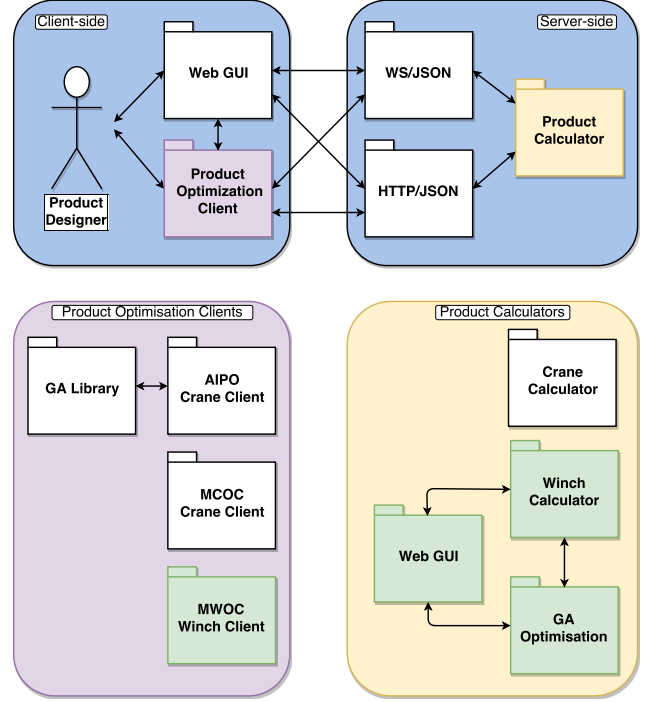 Client-side
Server-side
Web GUI
WS/JSON
Product
Calculator
Product
Optimization
Client
HTTP/JSON
Product
Designer
Product Optimisation Clients
Product Calculators
GA Library
AIPO
Crane Client
Crane
Calculator
MCOC
Crane Client
Winch
Calculator
Web GUI
MWOC
Winch Client
GA
Optimisation